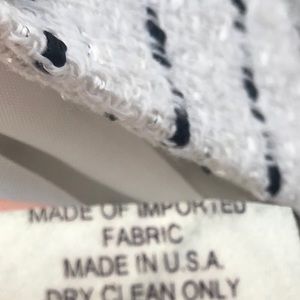 MADE OF IMPORTED
FABRIC
MADE IN U.S.A.
DRY CLEAN ONLY